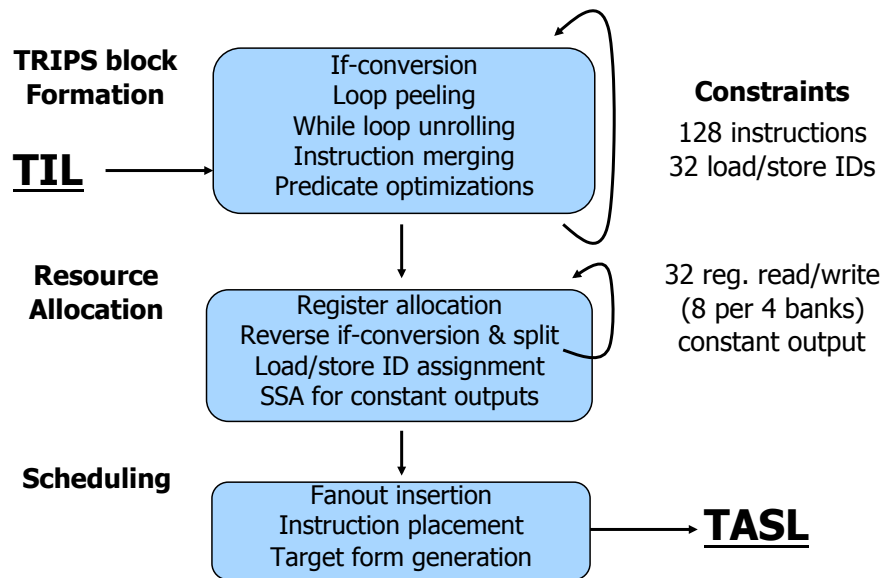 TRIPS block
Formation
If-conversion
Loop peeling
While loop unrolling
Instruction merging
Predicate optimizations
Constraints
128 instructions
32 load/store IDs
TIL
Resource
Allocation
Register allocation
Reverse if-conversion & split
Load/store ID assignment
SSA for constant outputs
32 reg. read/write
(8 per 4 banks)
constant output
Scheduling
Fanout insertion
Instruction placement
Target form generation
TASL